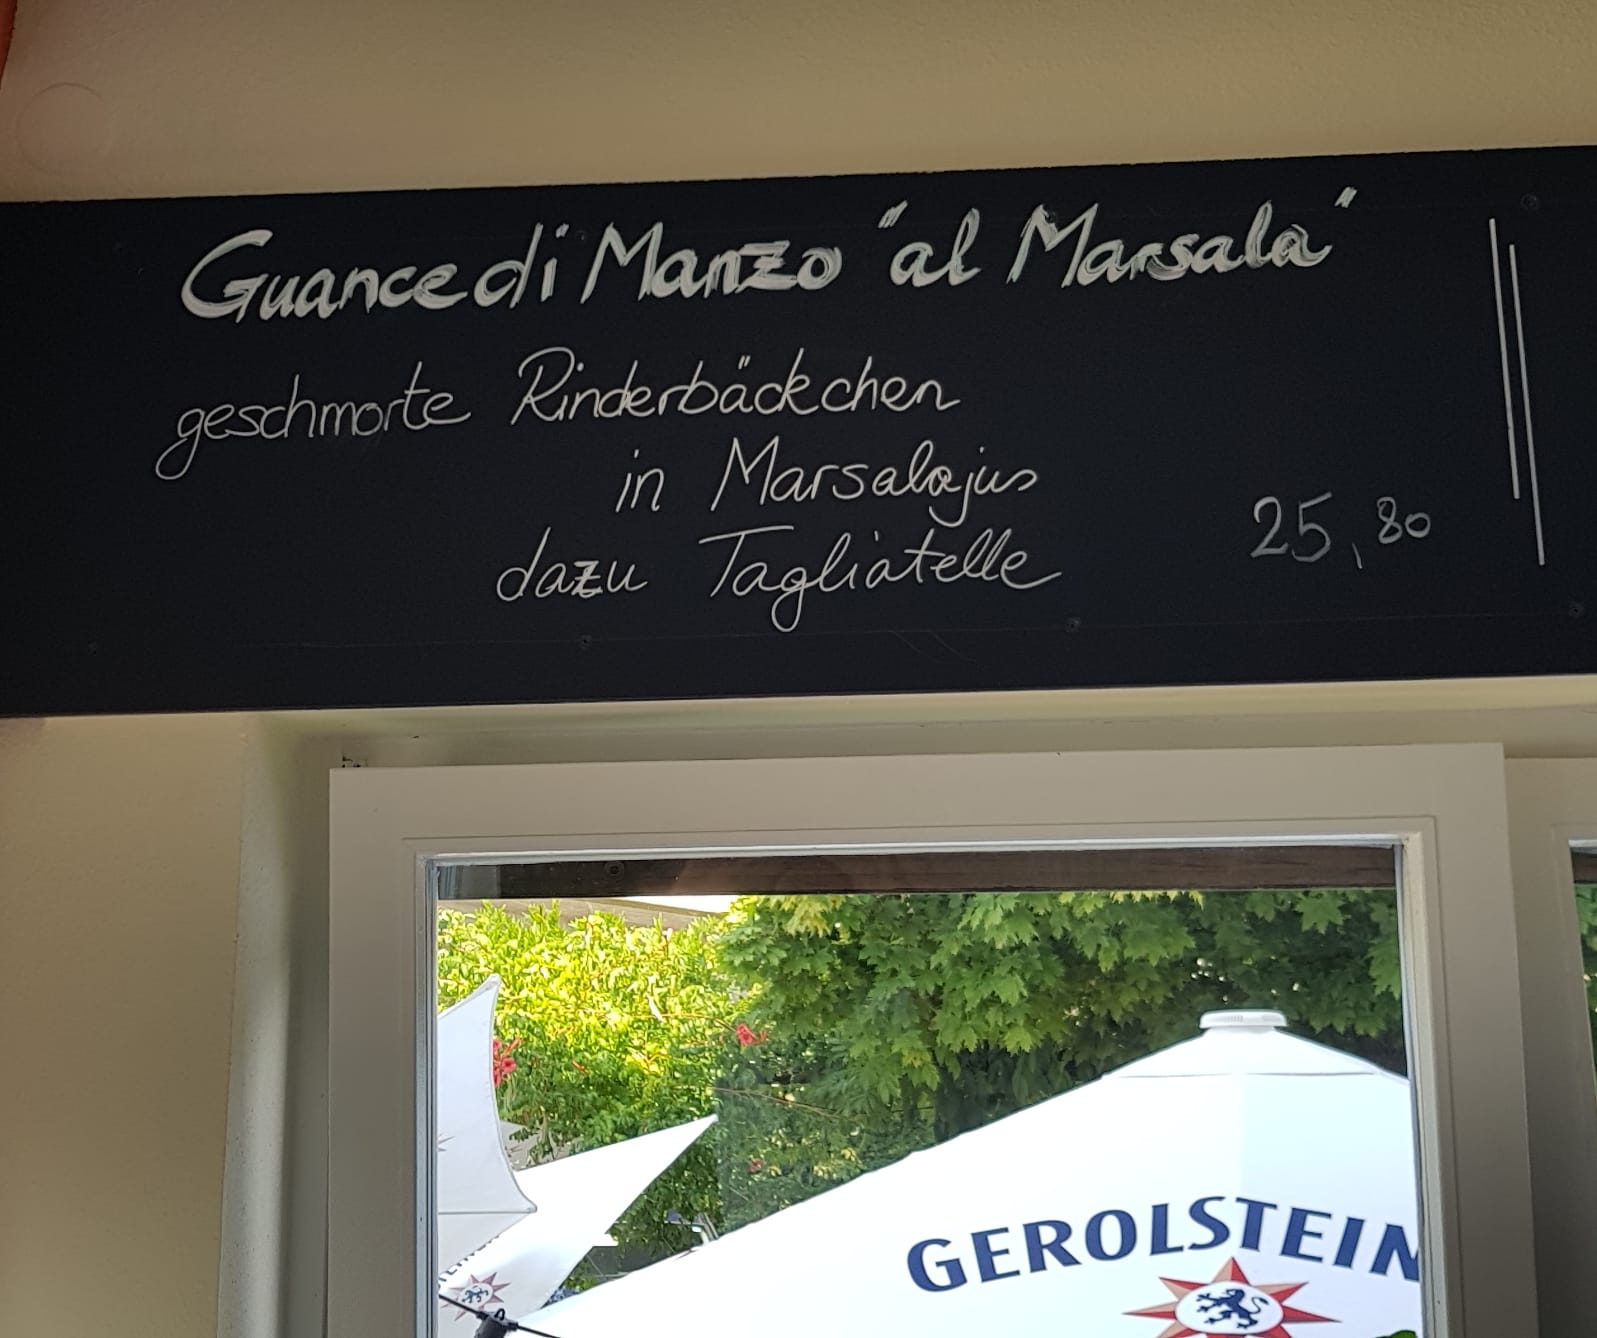 Guance di Manzo "al Marsala"
geschmorte Rinderbäckchen
in Marsalajus
dazu Tagliatelle
25,80
GEROLSTEIN